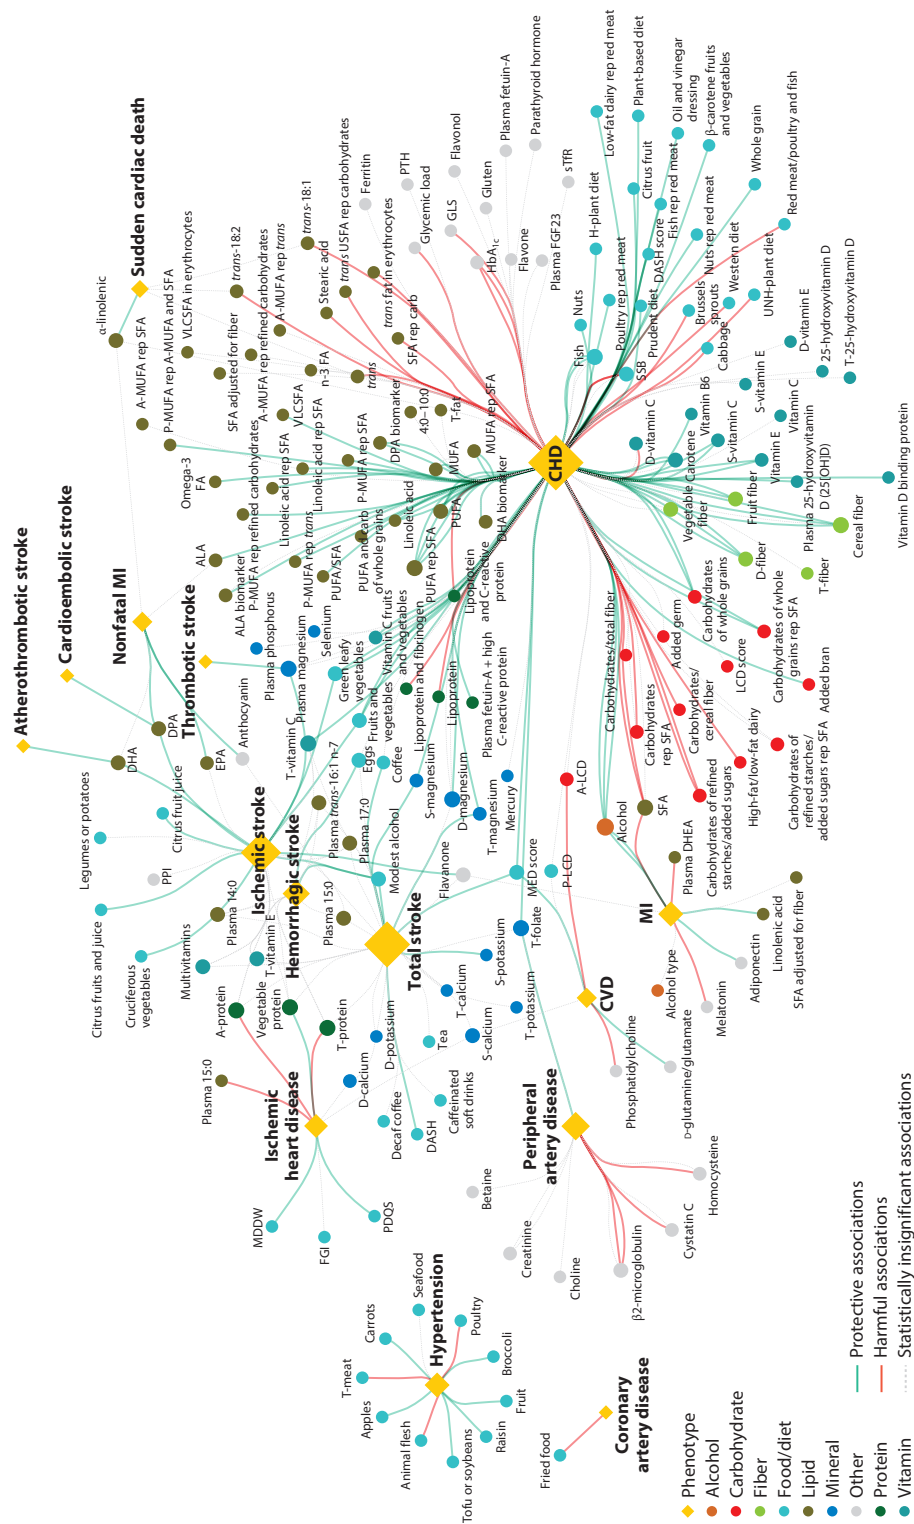 Atherothrombotic stroke
Cardioembolic stroke
Nonfatal MI
Thrombotic stroke
Sudden cardiac death
α-linolenic
A-MUFA rep SFA
P-MUFA rep A-MUFA and SFA
VLCSFA in erythrocytes
trans-18:2
SFA adjusted for fiber
A-MUFA rep refined carbohydrates
A-MUFA rep trans
trans-18:1
Stearic acid
trans USFA rep carbohydrates
trans fat in erythrocytes
SFA rep carb
n-3 FA
trans
VLCSFA
Omega-3
FA
P-MUFA rep refined carbohydrates
Linoleic acid rep SFA
Linoleic acid rep SFA
P-MUFA rep SFA
DPA biomarker
4:0–10:0
T-fat
MUFA
MUFA rep SFA
ALA
ALA biomarker
P-MUFA rep trans
PUFA/SFA
PUFA and carb
of whole grains
Linoleic acid
PUFA rep SFA
PUFA
DHA biomarker
Ferritin
PTH
Glycemic load
Flavonol
GLS
Gluten
HbA1c
Plasma fetuin-A
Flavone
Parathyroid hormone
Plasma FGF23
sTfR
CHD
Low-fat dairy rep red meat
Plant-based diet
Oil and vinegar
dressing
β-carotene fruits
and vegetables
Whole grain
Red meat/poultry and fish
H-plant diet
Citrus fruit
Fish rep red meat
DASH score
Nuts rep red meat
Western diet
UNH-plant diet
Nuts
Poultry rep red meat
Fish
Prudent diet
SSB
Brussels
sprouts
Cabbage
D-vitamin E
25-hydroxyvitamin D
T-25-hydroxyvitamin D
D-vitamin C
Vitamin B6
S-vitamin E
S-vitamin C
Vitamin C
Carotene
Vitamin E
Plasma 25-hydroxyvitamin
D (25[OH]D)
Vitamin D binding protein
Vegetable
fiber
Fruit fiber
Cereal fiber
D-fiber
T-fiber
Plasma phosphorus
Selenium
Plasma magnesium
Green leafy
vegetables
Vitamin C fruits
and vegetables
Lipoprotein
and C-reactive
protein
Lipoprotein and fibrinogen
Lipoprotein
Plasma fetuin-A + high
C-reactive protein
Fruits and
vegetables
Eggs
Coffee
S-magnesium
D-magnesium
T-magnesium
Mercury
T-vitamin C
Anthocyanin
DPA
DHA
EPA
Plasma trans-16:1 n-7
Plasma 17:0
Modest alcohol
Flavanone
Carbohydrates/total fiber
Added germ
Carbohydrates
of whole grains
Carbohydrates of whole
grains rep SFA
LCD score
Added bran
Carbohydrates
rep SFA
Carbohydrates/
cereal fiber
High-fat/low-fat dairy
Carbohydrates of
refined starches/
added sugars rep SFA
Carbohydrates of refined
starches/added sugars
A-LCD
P-LCD
MED score
Alcohol
SFA
Plasma DHEA
MI
Linolenic acid
SFA adjusted for fiber
Adiponectin
Melatonin
Alcohol type
Legumes or potatoes
Citrus fruit juice
PPI
Citrus fruits and juice
Cruciferous
vegetables
Ischemic stroke
Hemorrhagic stroke
Plasma 14:0
Multivitamins
T-vitamin E
Plasma 15:0
Total stroke
T-folate
S-potassium
T-calcium
T-potassium
S-calcium
D-potassium
Tea
CVD
Phosphatidylcholine
D-glutamine/glutamate
A-protein
Vegetable
protein
T-protein
Plasma 15:0
D-calcium
Decaf coffee
DASH
Caffeinated
soft drinks
Ischemic
heart disease
MDDW
FGI
PDQS
Peripheral
artery disease
Betaine
Creatinine
Choline
β2-microglobulin
Cystatin C
Homocysteine
Hypertension
Seafood
Carrots
Poultry
T-meat
Broccoli
Apples
Fruit
Animal flesh
Raisin
Tofu or soybeans
Fried food
Coronary
artery disease
Phenotype
Alcohol
Carbohydrate
Fiber
Food/diet
Lipid
Mineral
Other
Protein
Vitamin
Protective associations
Harmful associations
Statistically insignificant associations